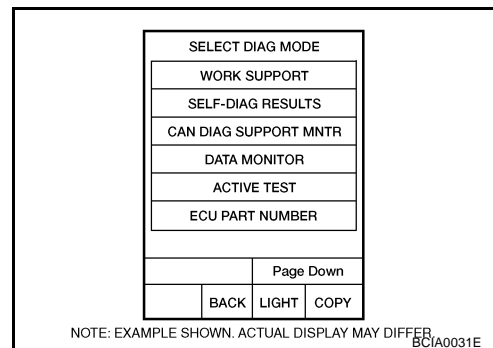 SELECT DIAG MODE
WORK SUPPORT
SELF-DIAG RESULTS
CAN DIAG SUPPORT MNTR
DATA MONITOR
ACTIVE TEST
ECU PART NUMBER
Page Down
BACK LIGHT COPY
NOTE: EXAMPLE SHOWN. ACTUAL DISPLAY MAY DIFFER.
BCIA0031E